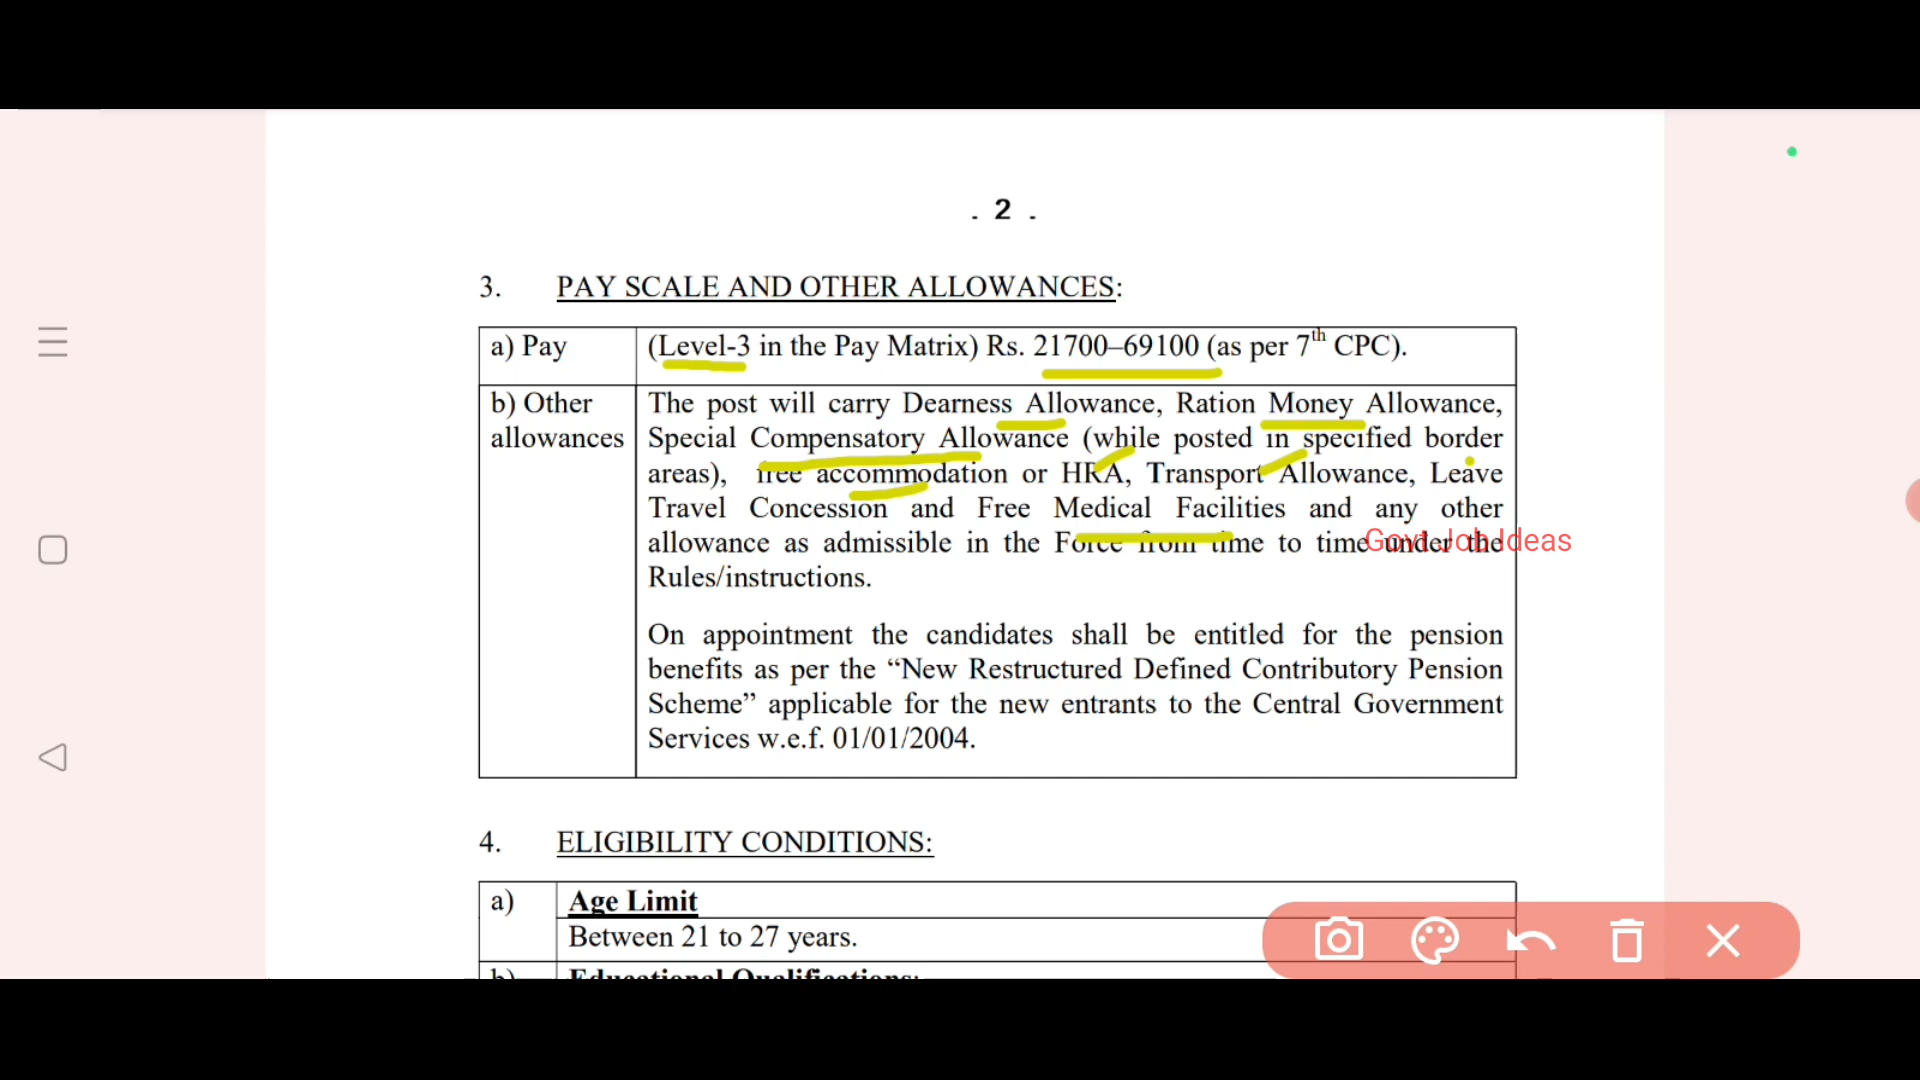 . 2 .
3. PAY SCALE AND OTHER ALLOWANCES:
a) Pay (Level-3 in the Pay Matrix) Rs. 21700–69100 (as per 7th CPC).
b) Other allowances
The post will carry Dearness Allowance, Ration Money Allowance,
Special Compensatory Allowance (while posted in specified border
areas), free accommodation or HRA, Transport Allowance, Leave
Travel Concession and Free Medical Facilities and any other
allowance as admissible in the Force from time to time under the
Rules/instructions.
On appointment the candidates shall be entitled for the pension
benefits as per the “New Restructured Defined Contributory Pension
Scheme” applicable for the new entrants to the Central Government
Services w.e.f. 01/01/2004.
Govt Job Ideas
4. ELIGIBILITY CONDITIONS:
a) Age Limit
Between 21 to 27 years.
b) Educational Qualifications: